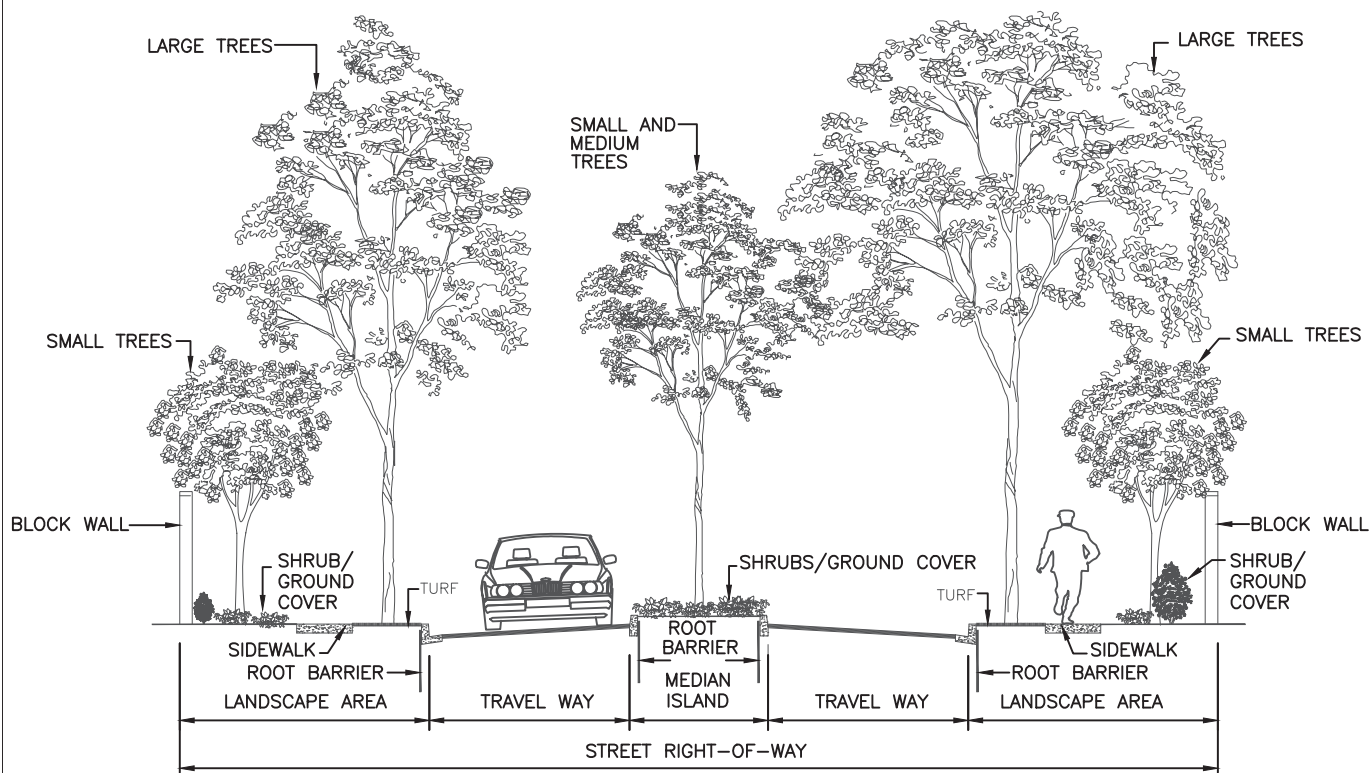 LARGE TREES
LARGE TREES
SMALL AND
MEDIUM
TREES
SMALL TREES
SMALL TREES
BLOCK WALL
BLOCK WALL
SHRUB/
GROUND
COVER
TURF
SHRUBS/GROUND COVER
TURF
SHRUB/
GROUND
COVER
SIDEWALK
ROOT BARRIER
ROOT
BARRIER
SIDEWALK
ROOT BARRIER
LANDSCAPE AREA
TRAVEL WAY
MEDIAN
ISLAND
TRAVEL WAY
LANDSCAPE AREA
STREET RIGHT-OF-WAY